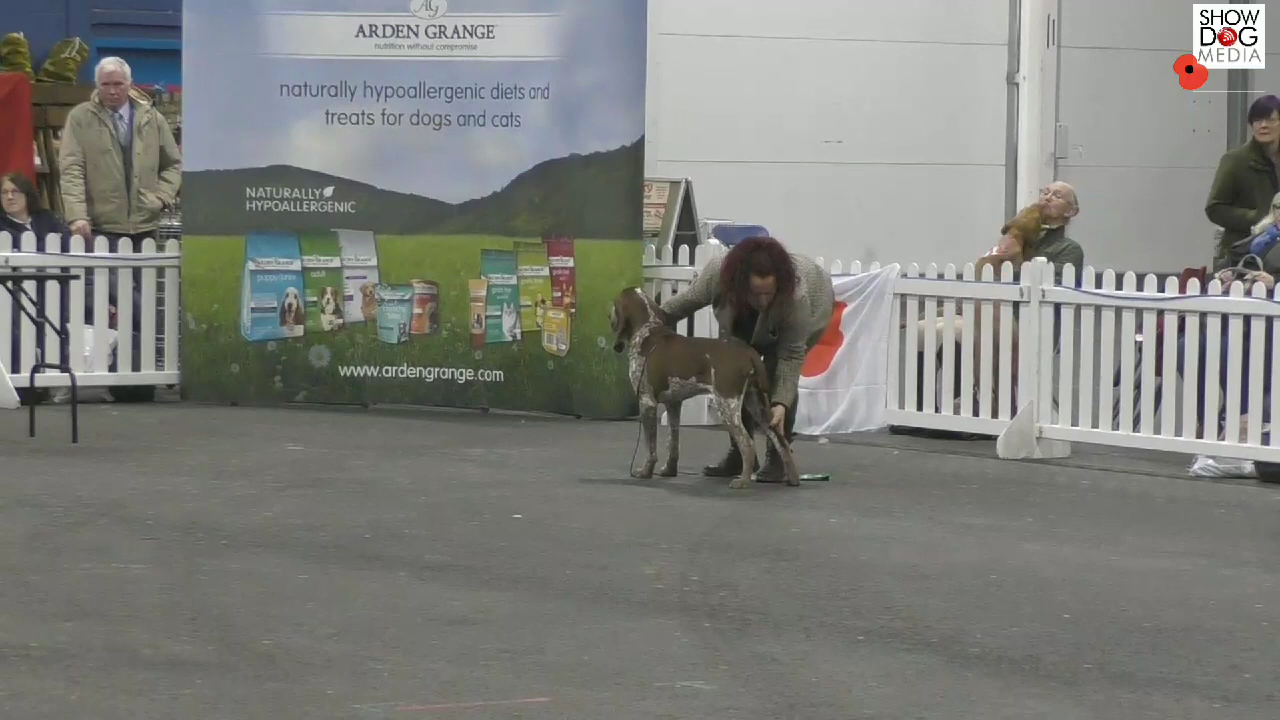 AG
ARDEN GRANGE
nutrition without compromise
naturally hypoallergenic diets and
treats for dogs and cats
NATURALLY
HYPOALLERGENIC
adult
www.ardengrange.com
SHOW
DOG
MEDIA